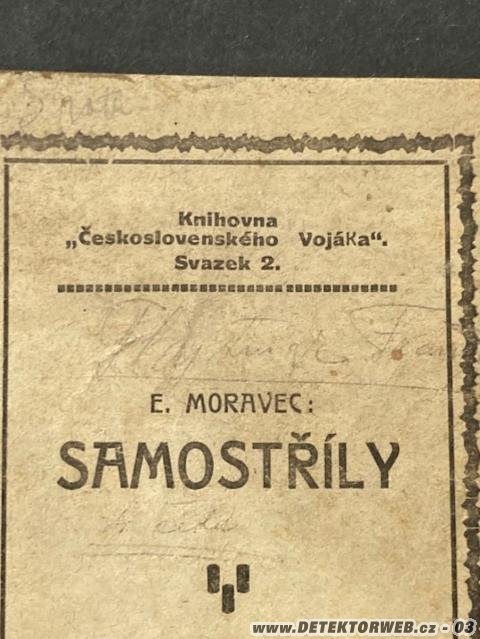 Knihovna
„Československého Vojáka“.
Svazek 2.
E. MORAVEC:
SAMOSTŘÍLY
www.DETEKTORWEB.cz - 03